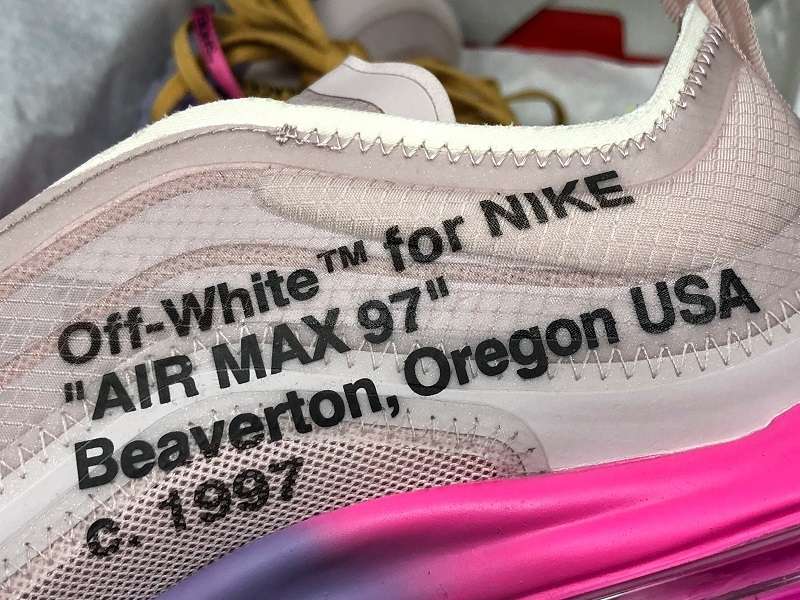 Off-White™ for NIKE
"AIR MAX 97"
Beaverton, Oregon USA
c. 1997